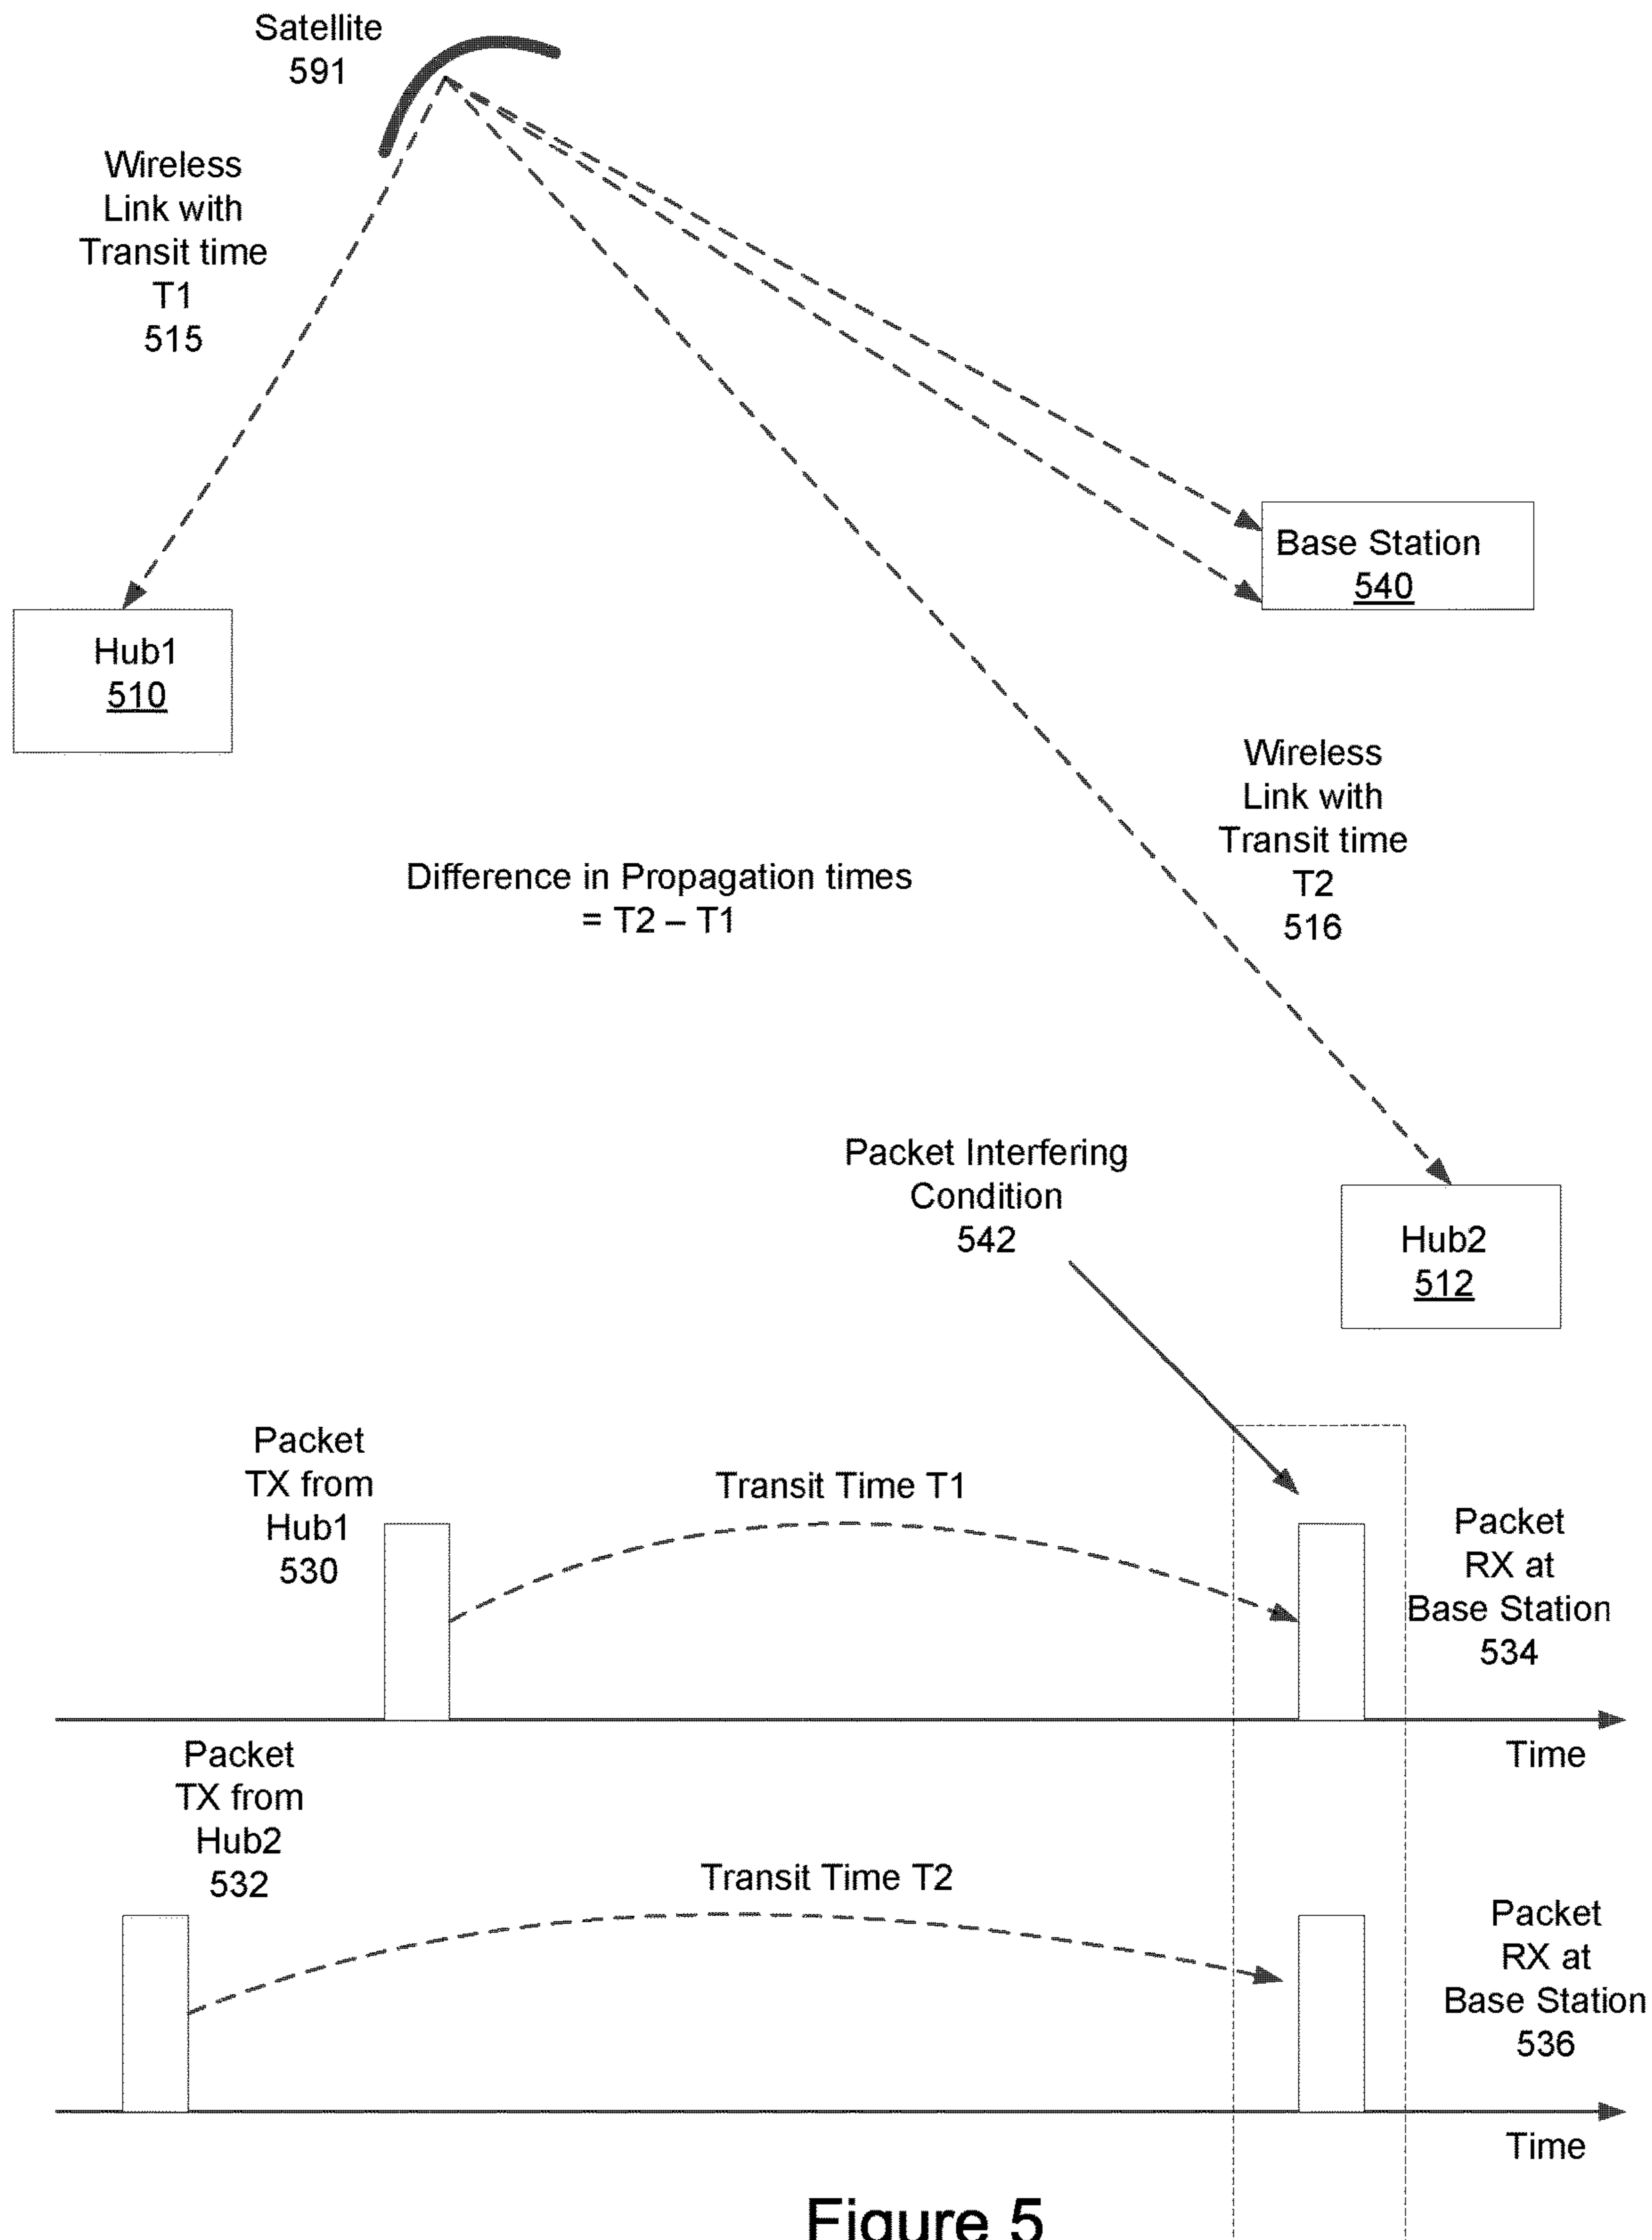 Satellite
591
Wireless
Link with
Transit time
T1
515
Base Station
540
Hub1
510
Wireless
Link with
Transit time
T2
516
Difference in Propagation times
= T2 – T1
Packet Interfering
Condition
542
Hub2
512
Packet
TX from
Hub1
530
Transit Time T1
Packet
RX at
Base Station
534
Time
Packet
TX from
Hub2
532
Transit Time T2
Packet
RX at
Base Station
536
Time
Figure 5